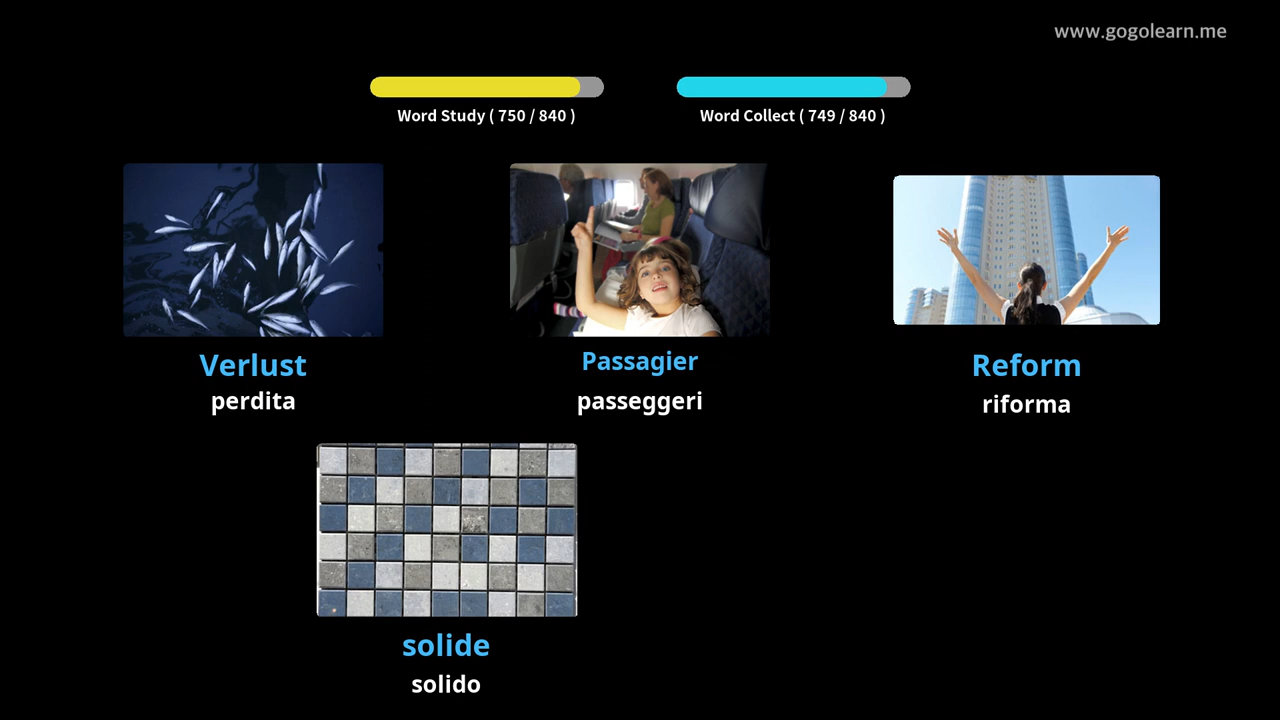 www.gogolearn.me
Word Study ( 750 / 840 )
Word Collect ( 749 / 840 )
Verlust
perdita
Passagier
passeggeri
Reform
riforma
solide
solido